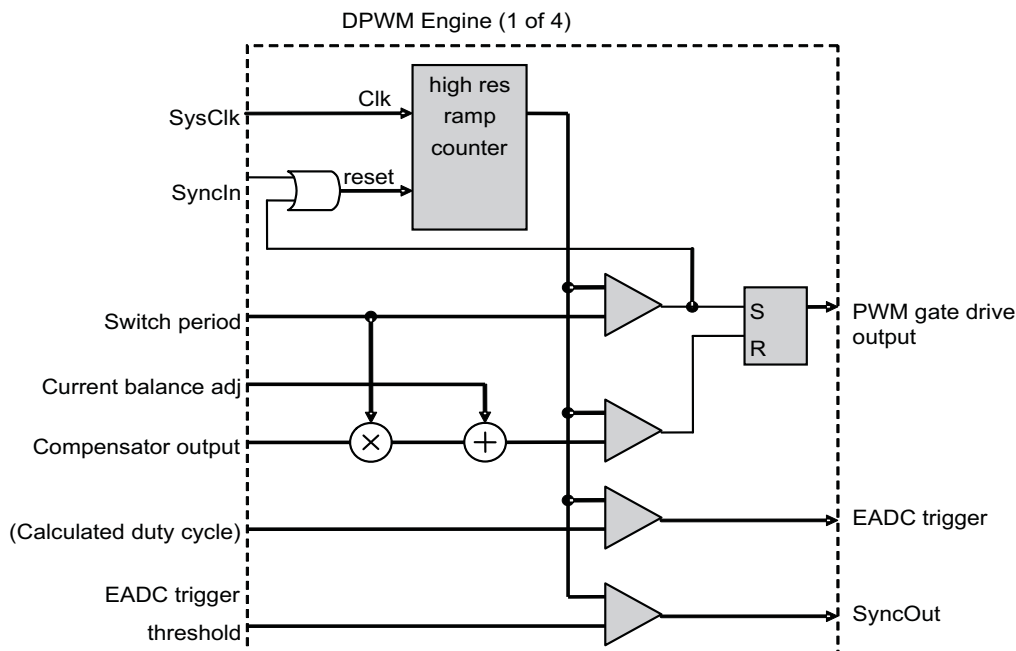 DPWM Engine (1 of 4)
high res
ramp
counter
Clk
SysClk
reset
SyncIn
S
R
PWM gate drive
output
Switch period
Current balance adj
Compensator output
×
+
(Calculated duty cycle)
EADC trigger
EADC trigger
threshold
SyncOut